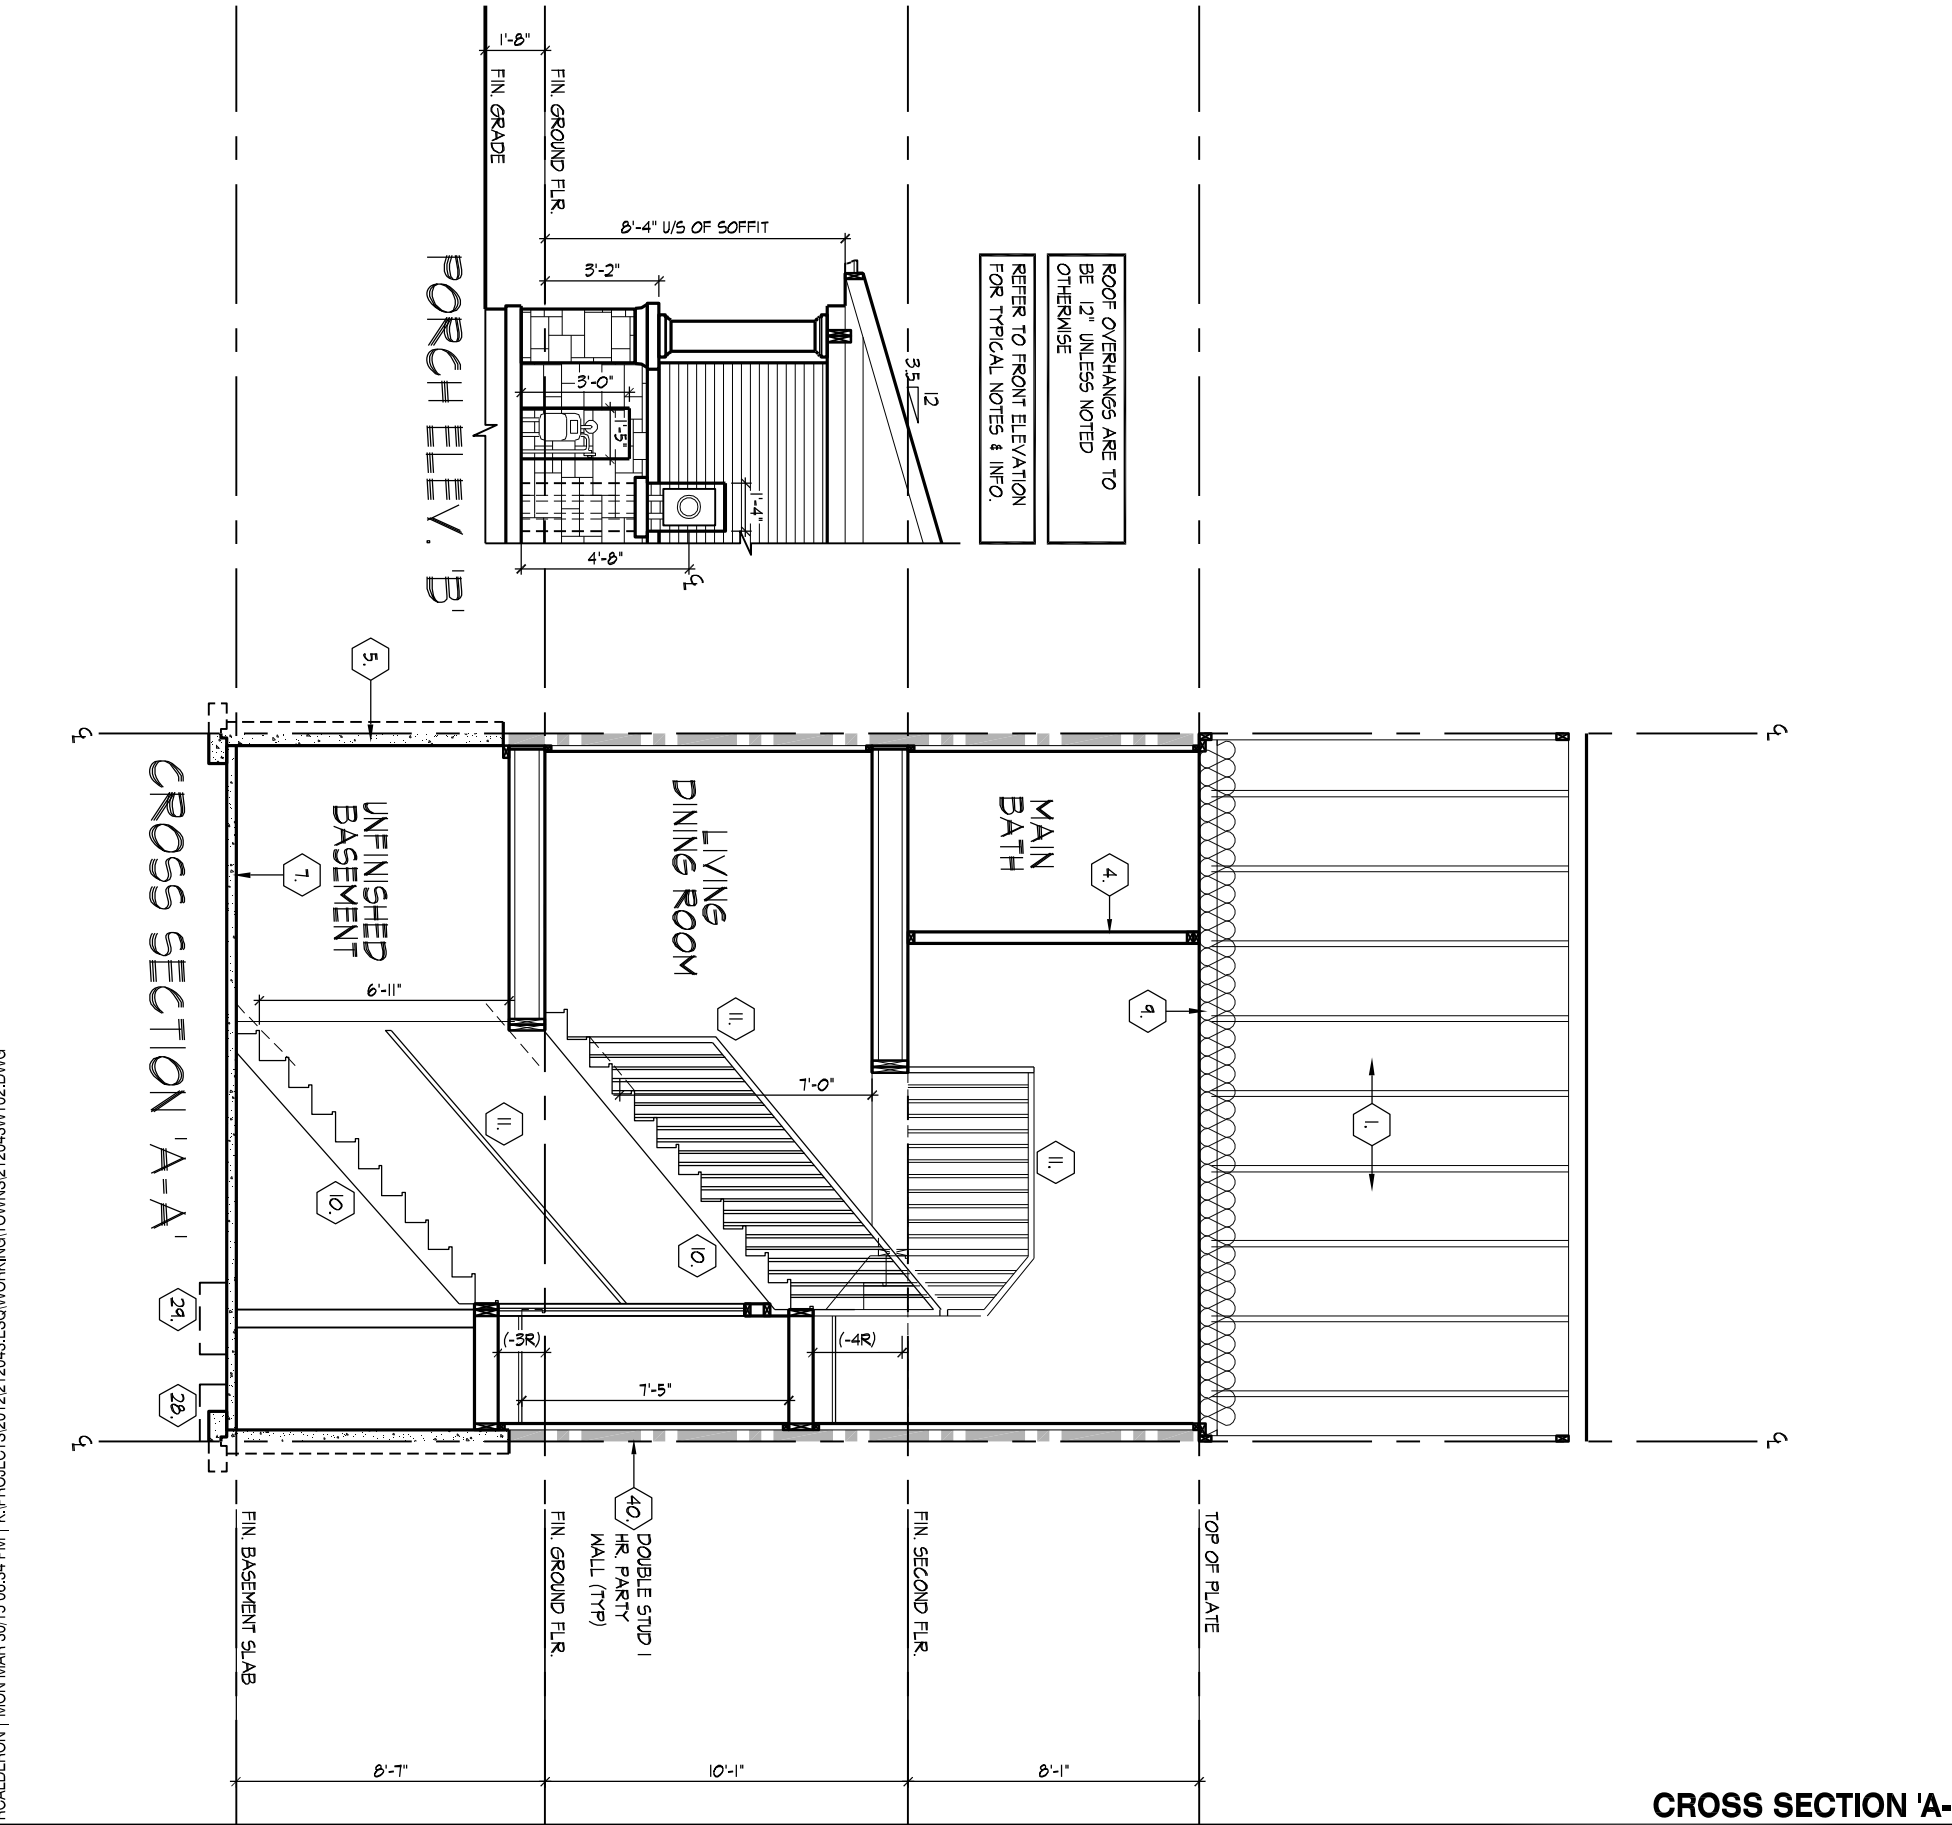 1'-8"
FIN. GRADE
FIN. GROUND FLR.
8'-4" U/S OF SOFFIT
3'-2"
3'-0"
1'-5"
1'-4"
4'-8"
3.5
12
PORCH ELEV. 'B'
ROOF OVERHANGS ARE TO
BE 12" UNLESS NOTED
OTHERWISE
REFER TO FRONT ELEVATION
FOR TYPICAL NOTES & INFO.
5.
MAIN
BATH
4.
9.
1.
LIVING
DINING ROOM
11.
7'-0"
11.
10.
UNFINISHED
BASEMENT
7.
6'-11"
11.
10.
(-3R)
(-4R)
7'-5"
29.
28.
40.
DOUBLE STUD 1
HR. PARTY
WALL (TYP)
TOP OF PLATE
FIN. SECOND FLR.
FIN. GROUND FLR.
FIN. BASEMENT SLAB
8'-1"
10'-1"
8'-7"
CROSS SECTION 'A-A'
CROSS SECTION 'A-